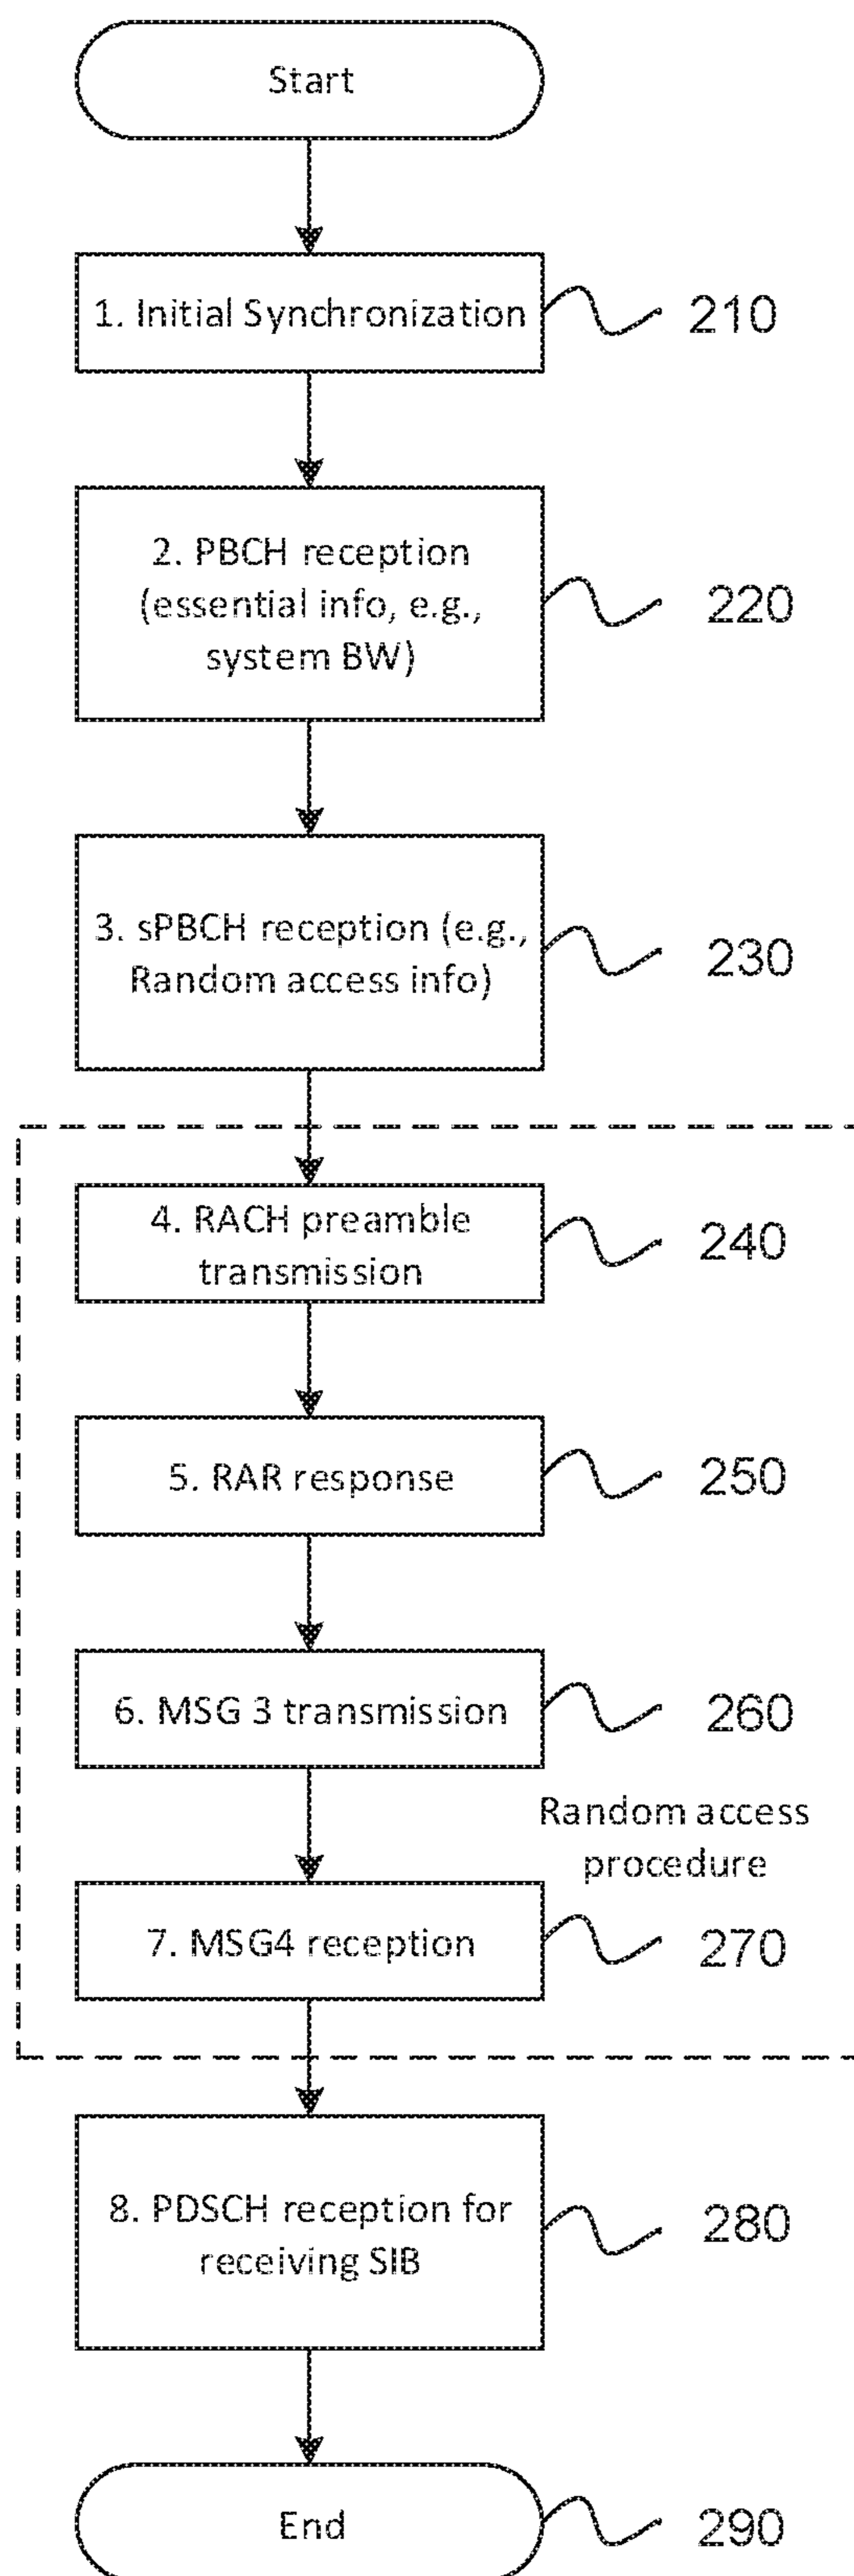 Start
1. Initial Synchronization
210
2. PBCH reception
(essential info, e.g.,
system BW)
220
3. sPBCH reception (e.g.,
Random access info)
230
4. RACH preamble
transmission
240
5. RAR response
250
6. MSG 3 transmission
260
Random access
procedure
7. MSG4 reception
270
8. PDSCH reception for
receiving SIB
280
End
290